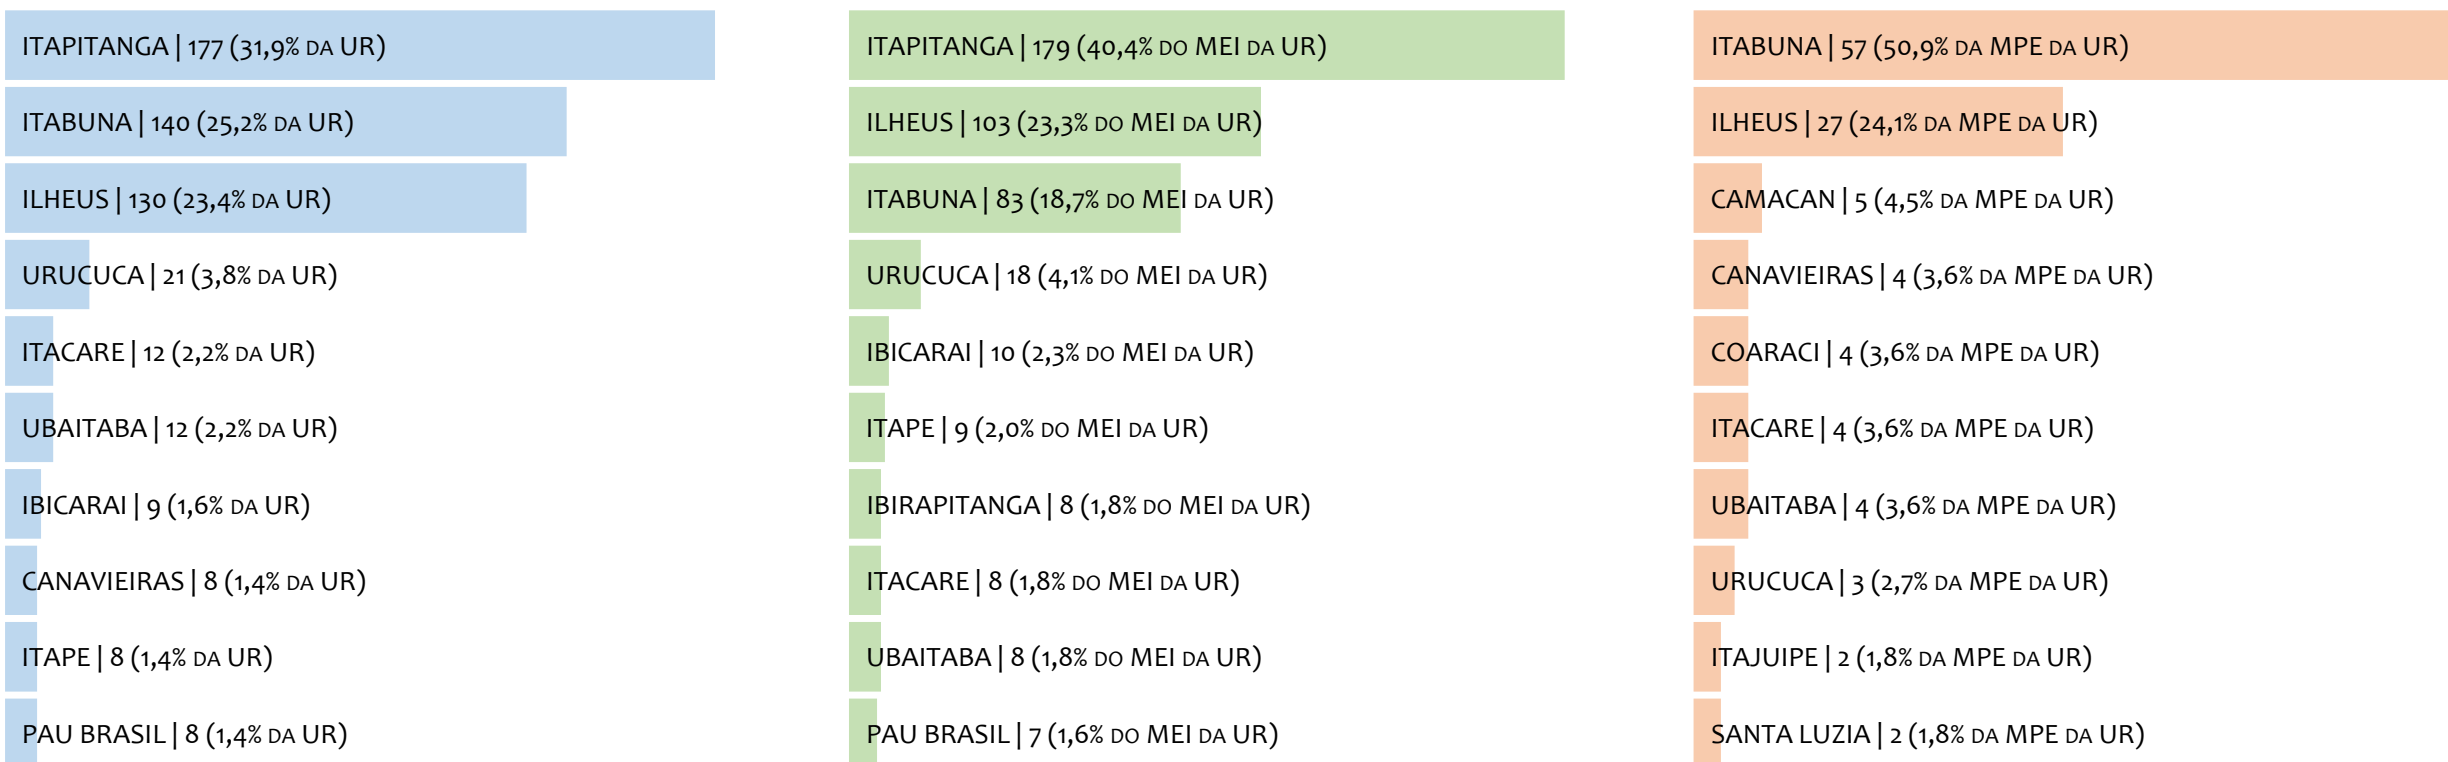 ITAPITANGA | 177 (31,9% DA UR)
ITABUNA | 140 (25,2% DA UR)
ILHEUS | 130 (23,4% DA UR)
URUCUCA | 21 (3,8% DA UR)
ITACARE | 12 (2,2% DA UR)
UBAITABA | 12 (2,2% DA UR)
IBICARAI | 9 (1,6% DA UR)
CANAVIEIRAS | 8 (1,4% DA UR)
ITAPE | 8 (1,4% DA UR)
PAU BRASIL | 8 (1,4% DA UR)
ITAPITANGA | 179 (40,4% DO MEI DA UR)
ILHEUS | 103 (23,3% DO MEI DA UR)
ITABUNA | 83 (18,7% DO MEI DA UR)
URUCUCA | 18 (4,1% DO MEI DA UR)
IBICARAI | 10 (2,3% DO MEI DA UR)
ITAPE | 9 (2,0% DO MEI DA UR)
IBIRAPITANGA | 8 (1,8% DO MEI DA UR)
ITACARE | 8 (1,8% DO MEI DA UR)
UBAITABA | 8 (1,8% DO MEI DA UR)
PAU BRASIL | 7 (1,6% DO MEI DA UR)
ITABUNA | 57 (50,9% DA MPE DA UR)
ILHEUS | 27 (24,1% DA MPE DA UR)
CAMACAN | 5 (4,5% DA MPE DA UR)
CANAVIEIRAS | 4 (3,6% DA MPE DA UR)
COARACI | 4 (3,6% DA MPE DA UR)
ITACARE | 4 (3,6% DA MPE DA UR)
UBAITABA | 4 (3,6% DA MPE DA UR)
URUCUCA | 3 (2,7% DA MPE DA UR)
ITAJUIPE | 2 (1,8% DA MPE DA UR)
SANTA LUZIA | 2 (1,8% DA MPE DA UR)